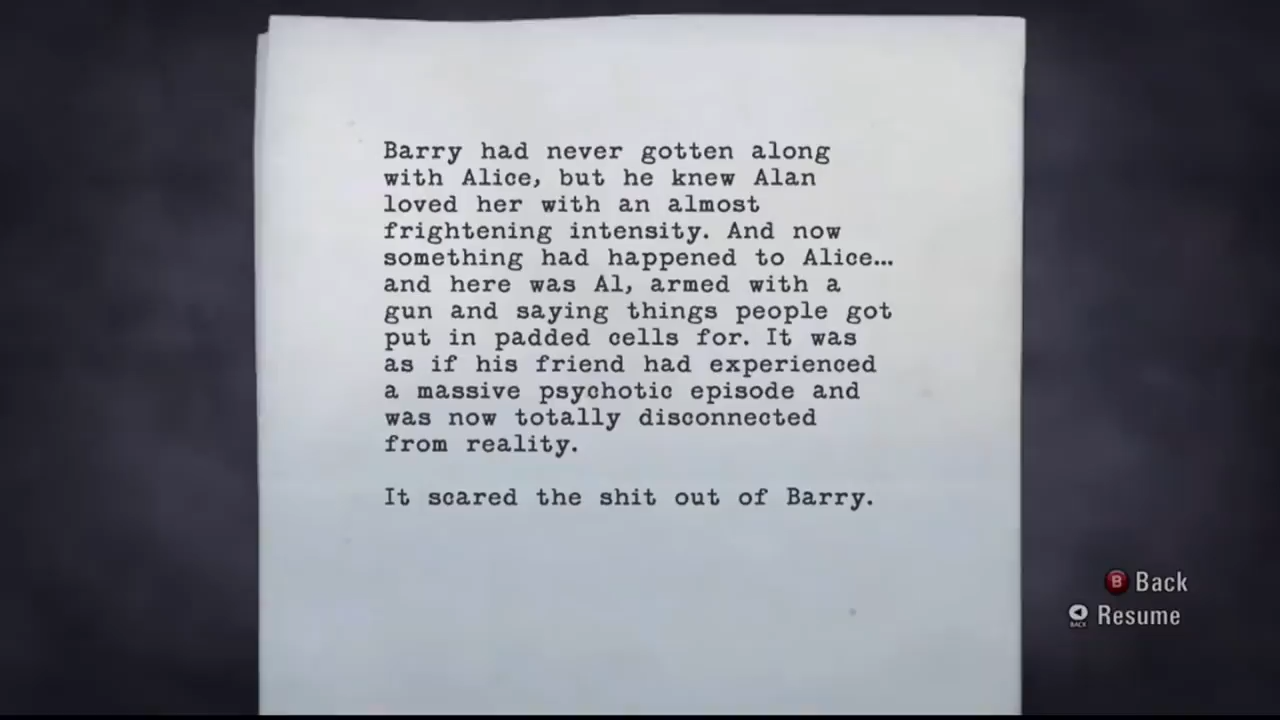 Barry had never gotten along
with Alice, but he knew Alan
loved her with an almost
frightening intensity. And now
something had happened to Alice...
and here was Al, armed with a
gun and saying things people got
put in padded cells for. It was
as if his friend had experienced
a massive psychotic episode and
was now totally disconnected
from reality.
It scared the shit out of Barry.
B Back
BACK Resume